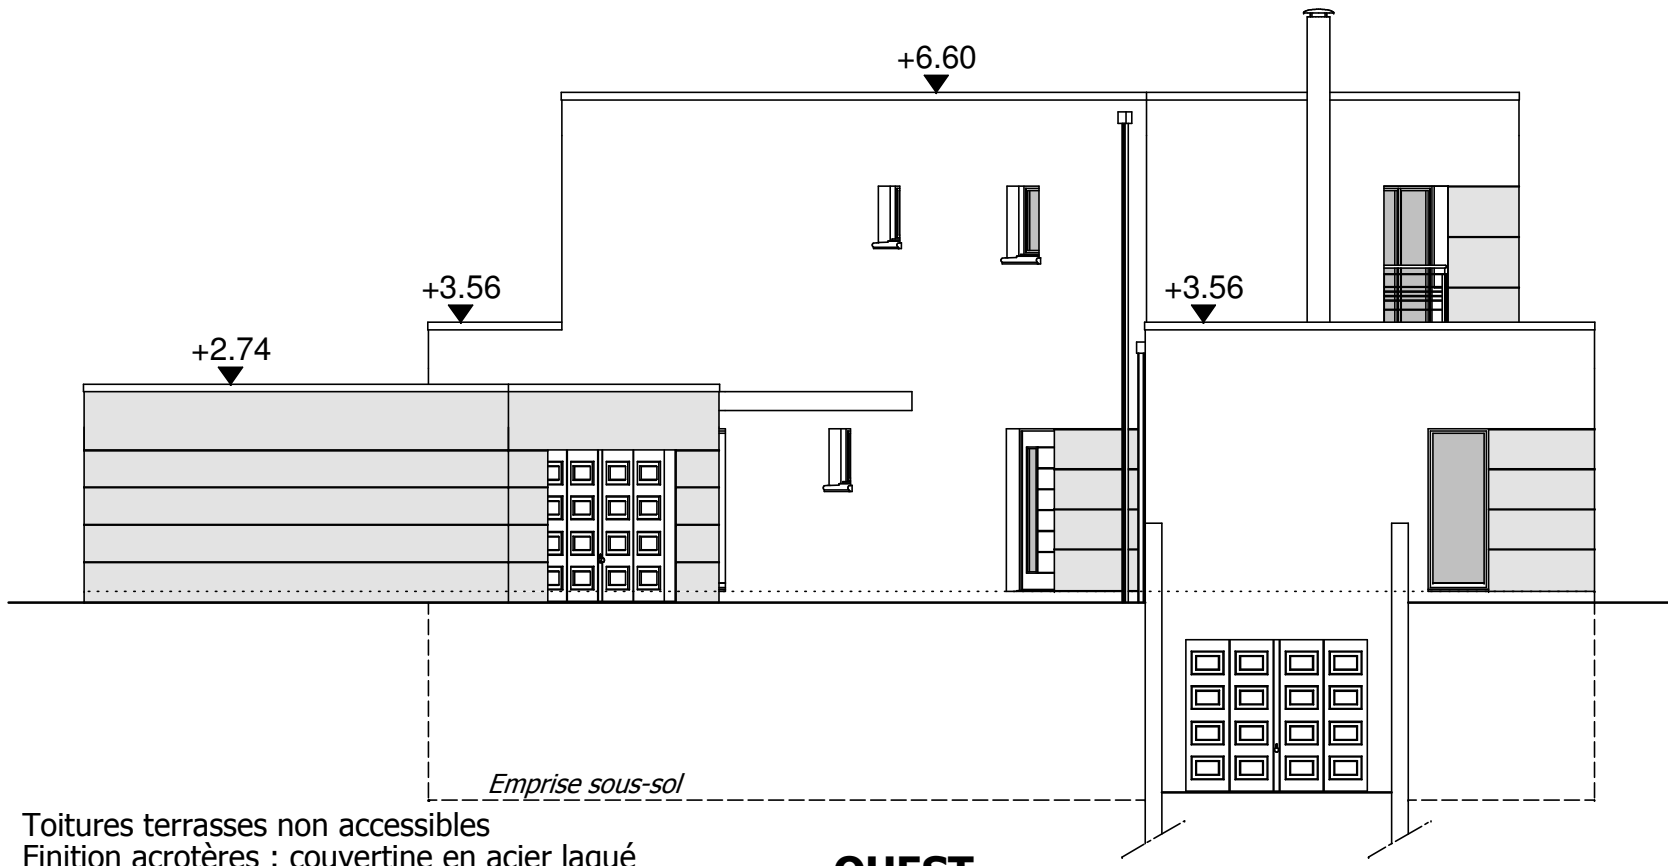 +6.60
+3.56
+3.56
+2.74
Emprise sous-sol
Toitures terrasses non accessibles
Finition acrotères : couvertine en acier laqué
OUEST